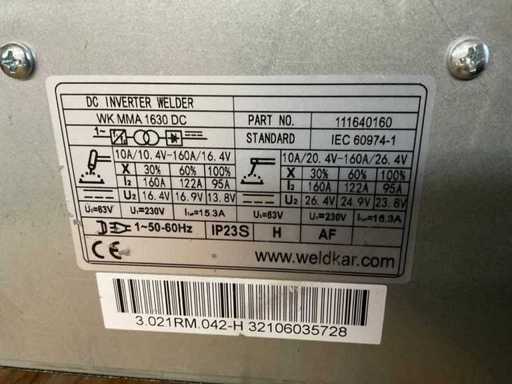 DC INVERTER WELDER
WK MMA 1630 DC PART NO. 111640160
1~ STANDARD IEC 60974-1
10A/10.4V-160A/16.4V 10A/20.4V-160A/26.4V
X 30% 60% 100% X 30% 60% 100%
I₂ 160A 122A 95A I₂ 160A 122A 95A
U₂ 16.4V 16.9V 13.8V U₂ 26.4V 24.9V 23.8V
U₀=63V U₁=230V =15.3A U₀=63V U₁=230V
1~50-60Hz IP23S H AF
CE www.weldkar.com
3.021RM.042-H 32106035728